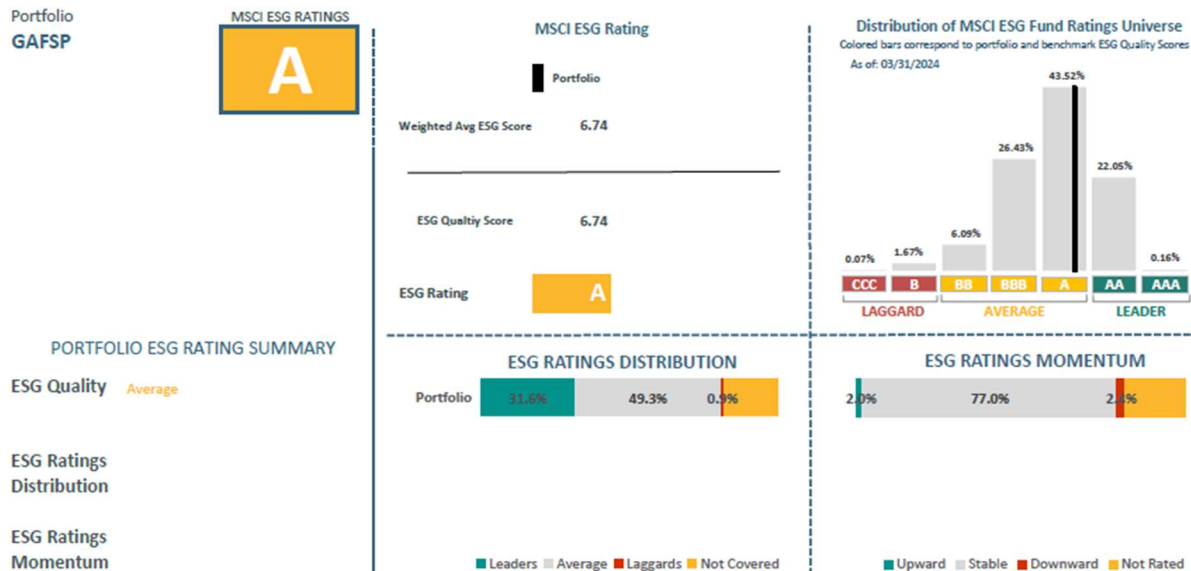 Portfolio
GAFSP
MSCI ESG RATINGS
A
MSCI ESG Rating
Portfolio
Weighted Avg ESG Score 6.74
ESG Qualtiy Score 6.74
ESG Rating A
Distribution of MSCI ESG Fund Ratings Universe
Colored bars correspond to portfolio and benchmark ESG Quality Scores
As of: 03/31/2024
0.07% 1.67% 6.09% 26.43% 43.52% 22.05% 0.16%
CCC B BB BBB A AA AAA
LAGGARD AVERAGE LEADER
PORTFOLIO ESG RATING SUMMARY
ESG Quality Average
ESG Ratings
Distribution
ESG Ratings
Momentum
ESG RATINGS DISTRIBUTION
Portfolio 31.6% 49.3% 0.9%
Leaders Average Laggards Not Covered
ESG RATINGS MOMENTUM
2.0% 77.0% 2.4%
Upward Stable Downward Not Rated